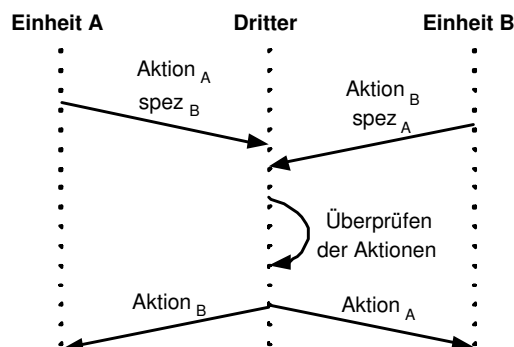 Einheit A Dritter Einheit B
Aktion A
spez B
Aktion B
spez A
Überprüfen
der Aktionen
Aktion B
Aktion A